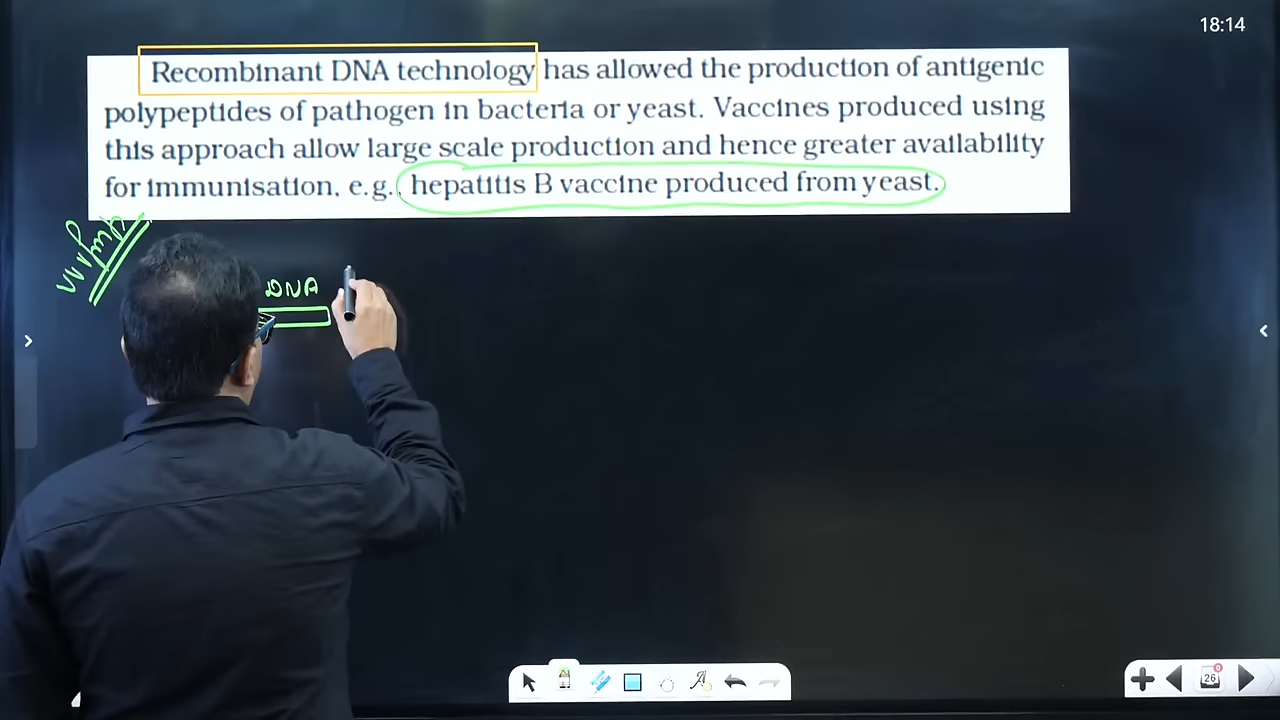 18:14
Recombinant DNA technology has allowed the production of antigenic
polypeptides of pathogen in bacteria or yeast. Vaccines produced using
this approach allow large scale production and hence greater availability
for immunisation, e.g., hepatitis B vaccine produced from yeast.
DNA
26